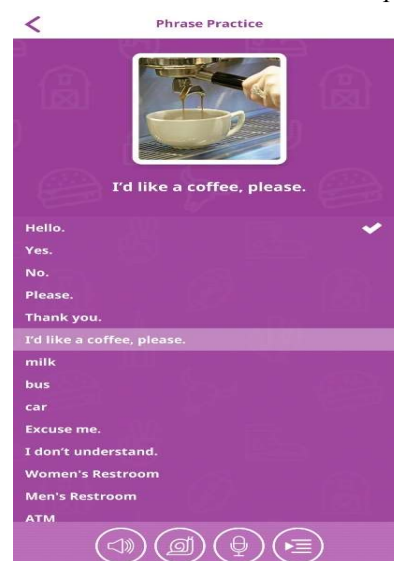 Phrase Practice
I'd like a coffee, please.
Hello.
Yes.
No.
Please.
Thank you.
I'd like a coffee, please.
milk
bus
car
Excuse me.
I don't understand.
Women's Restroom
Men's Restroom
ATM